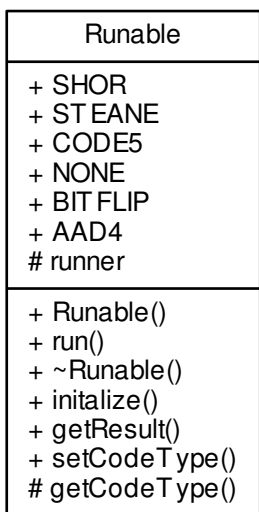 Runable
+ SHOR
+ STEANE
+ CODE5
+ NONE
+ BITFLIP
+ AAD4
# runner
+ Runable()
+ run()
+ ~Runable()
+ initalize()
+ getResult()
+ setCodeType()
# getCodeType()